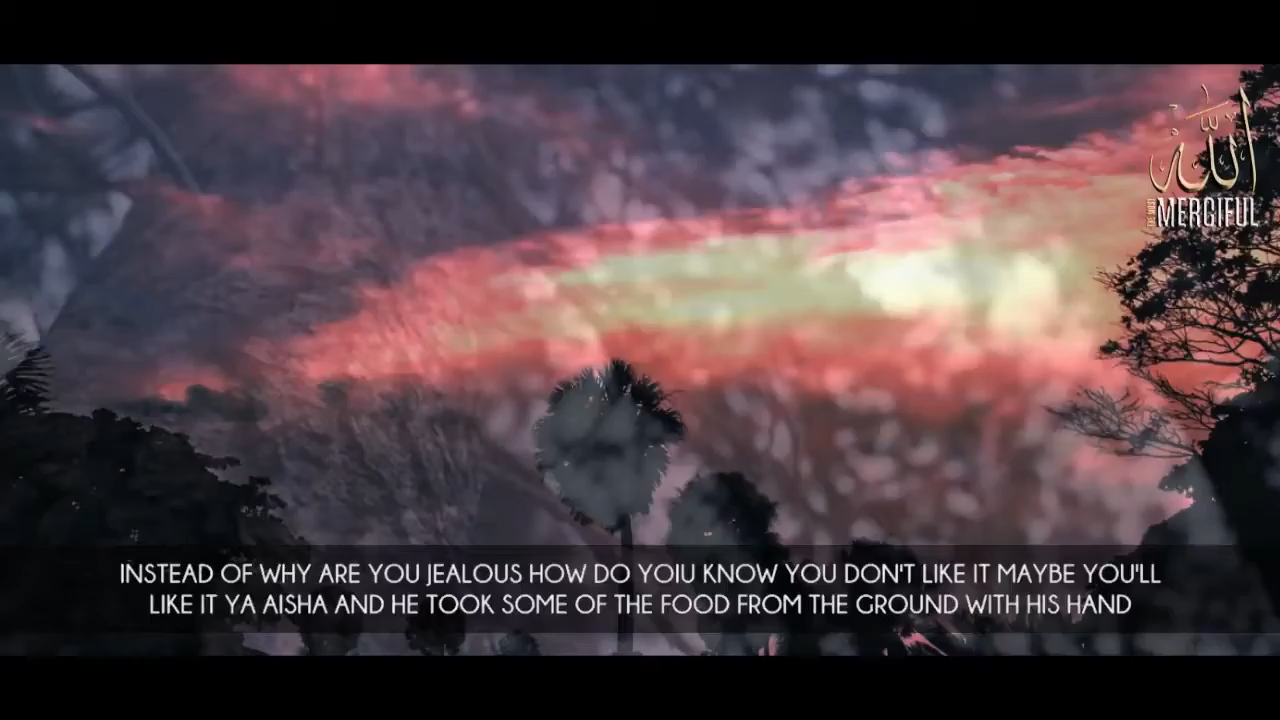 الله
MERCIFUL
INSTEAD OF WHY ARE YOU JEALOUS HOW DO YOIU KNOW YOU DON'T LIKE IT MAYBE YOU'LL
LIKE IT YA AISHA AND HE TOOK SOME OF THE FOOD FROM THE GROUND WITH HIS HAND